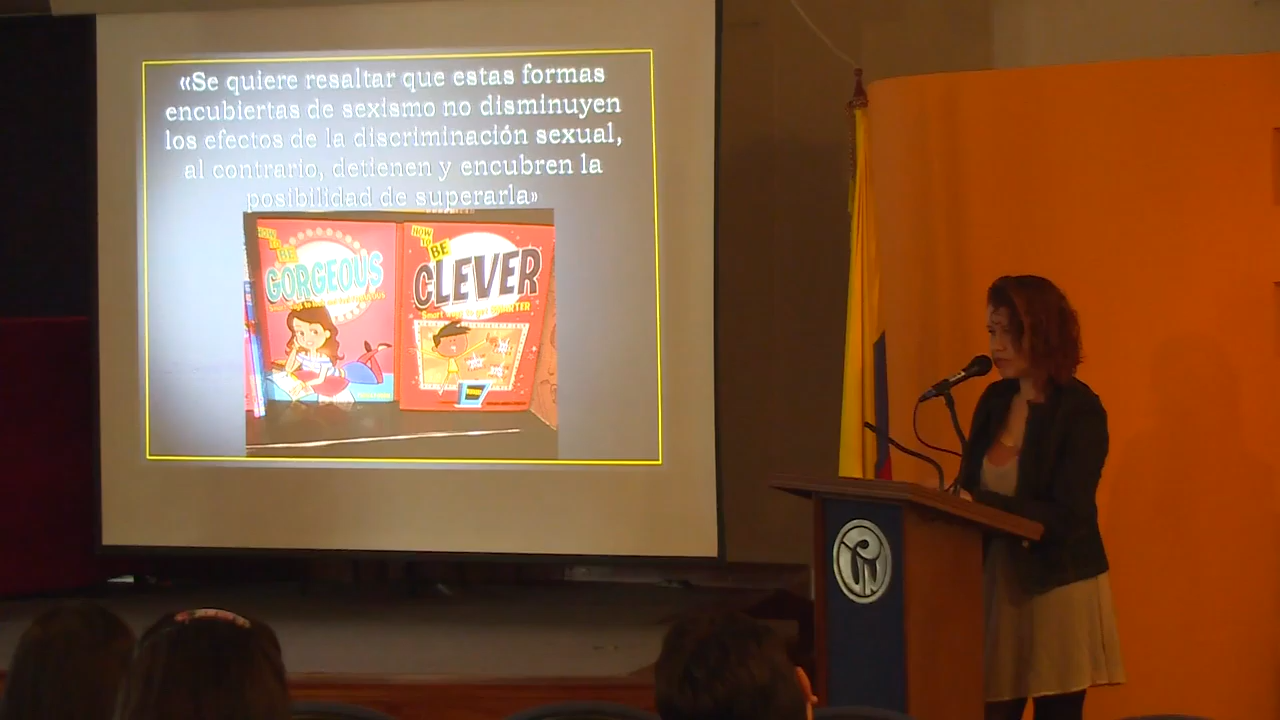 «Se quiere resaltar que estas formas
encubiertas de sexismo no disminuyen
los efectos de la discriminación sexual,
al contrario, detienen y encubren la
posibilidad de superarla»
HOW
TO
BE
GORGEOUS
HOW
TO
BE
CLEVER
Smart ways to get SMARTER